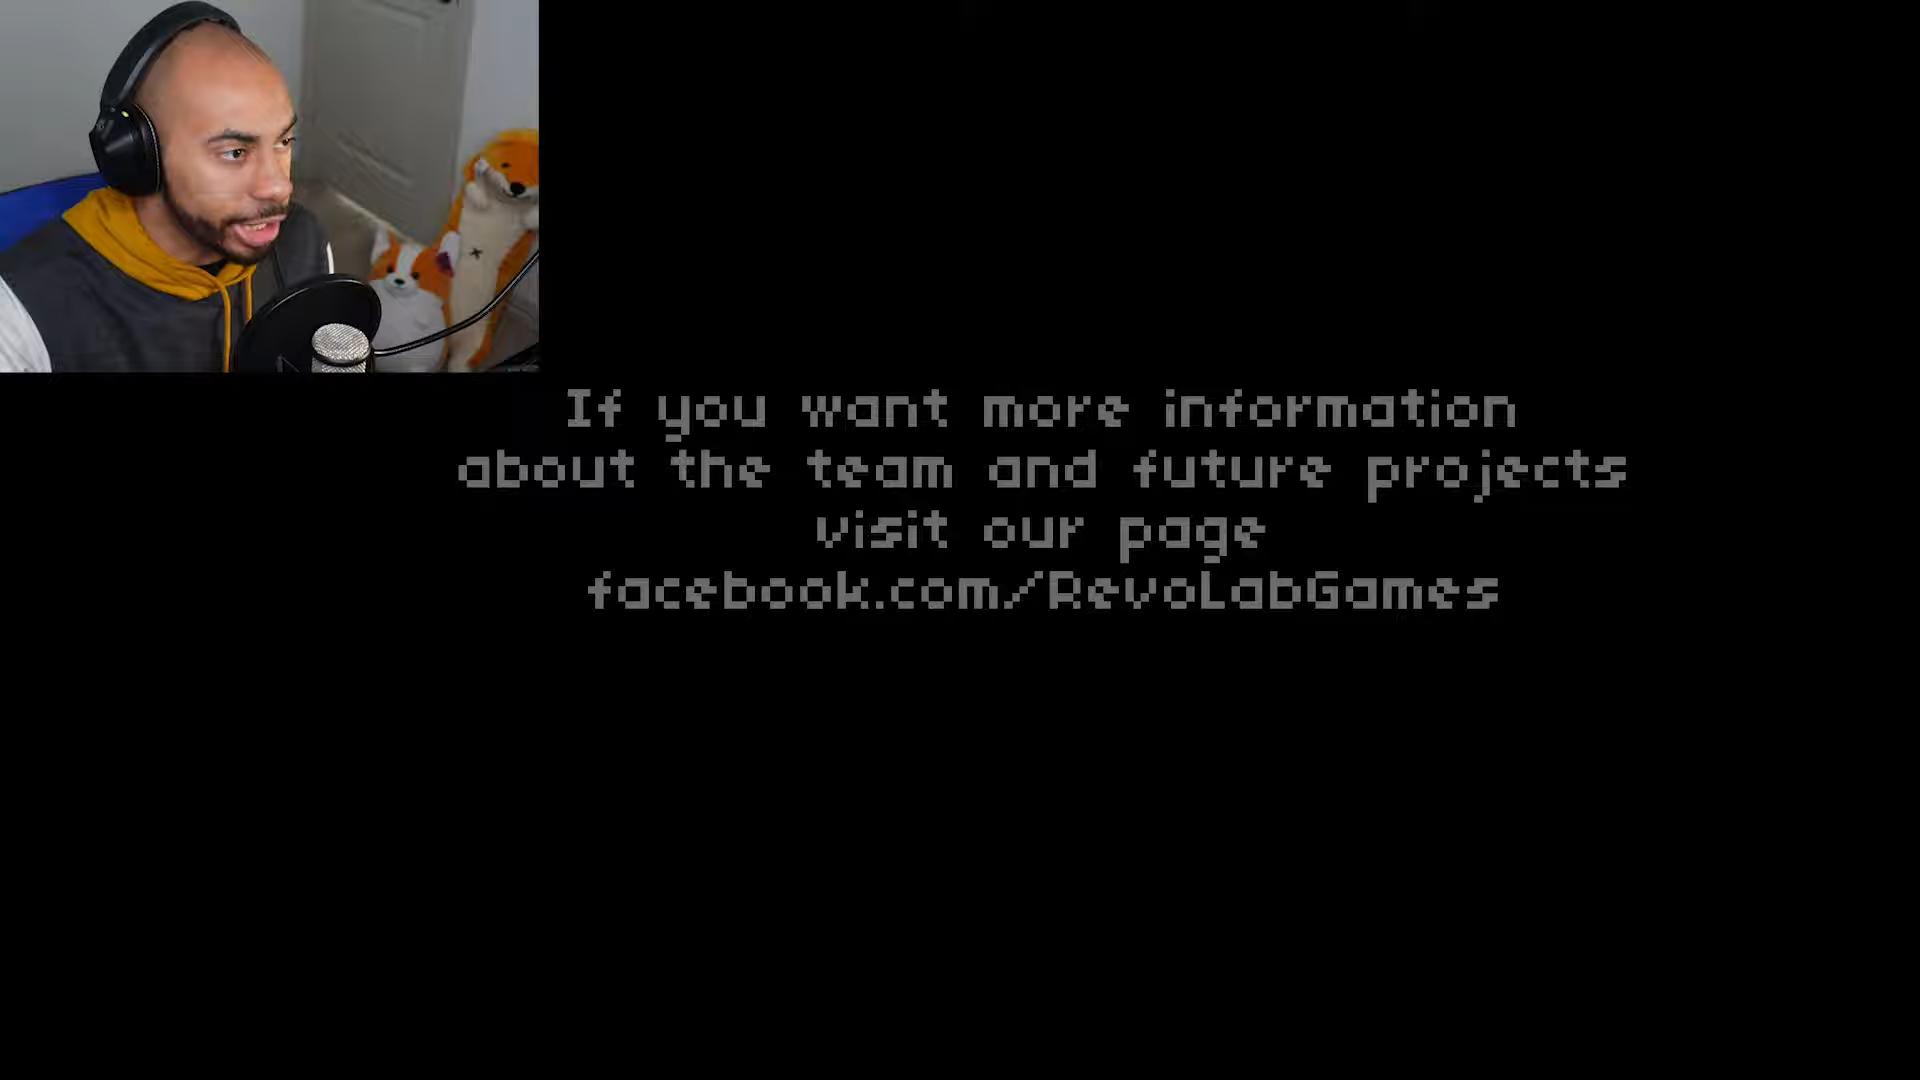 If you want more information
about the team and future projects
visit our page
facebook.com/RevoLabGames